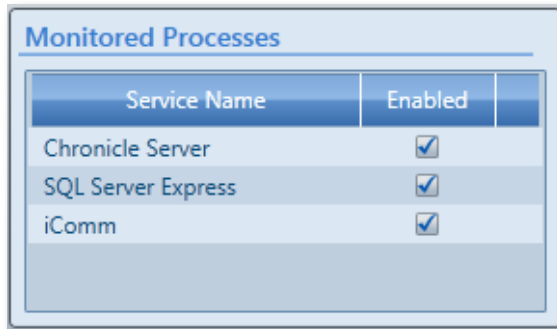 Monitored Processes
Service Name Enabled
Chronicle Server
SQL Server Express
iComm